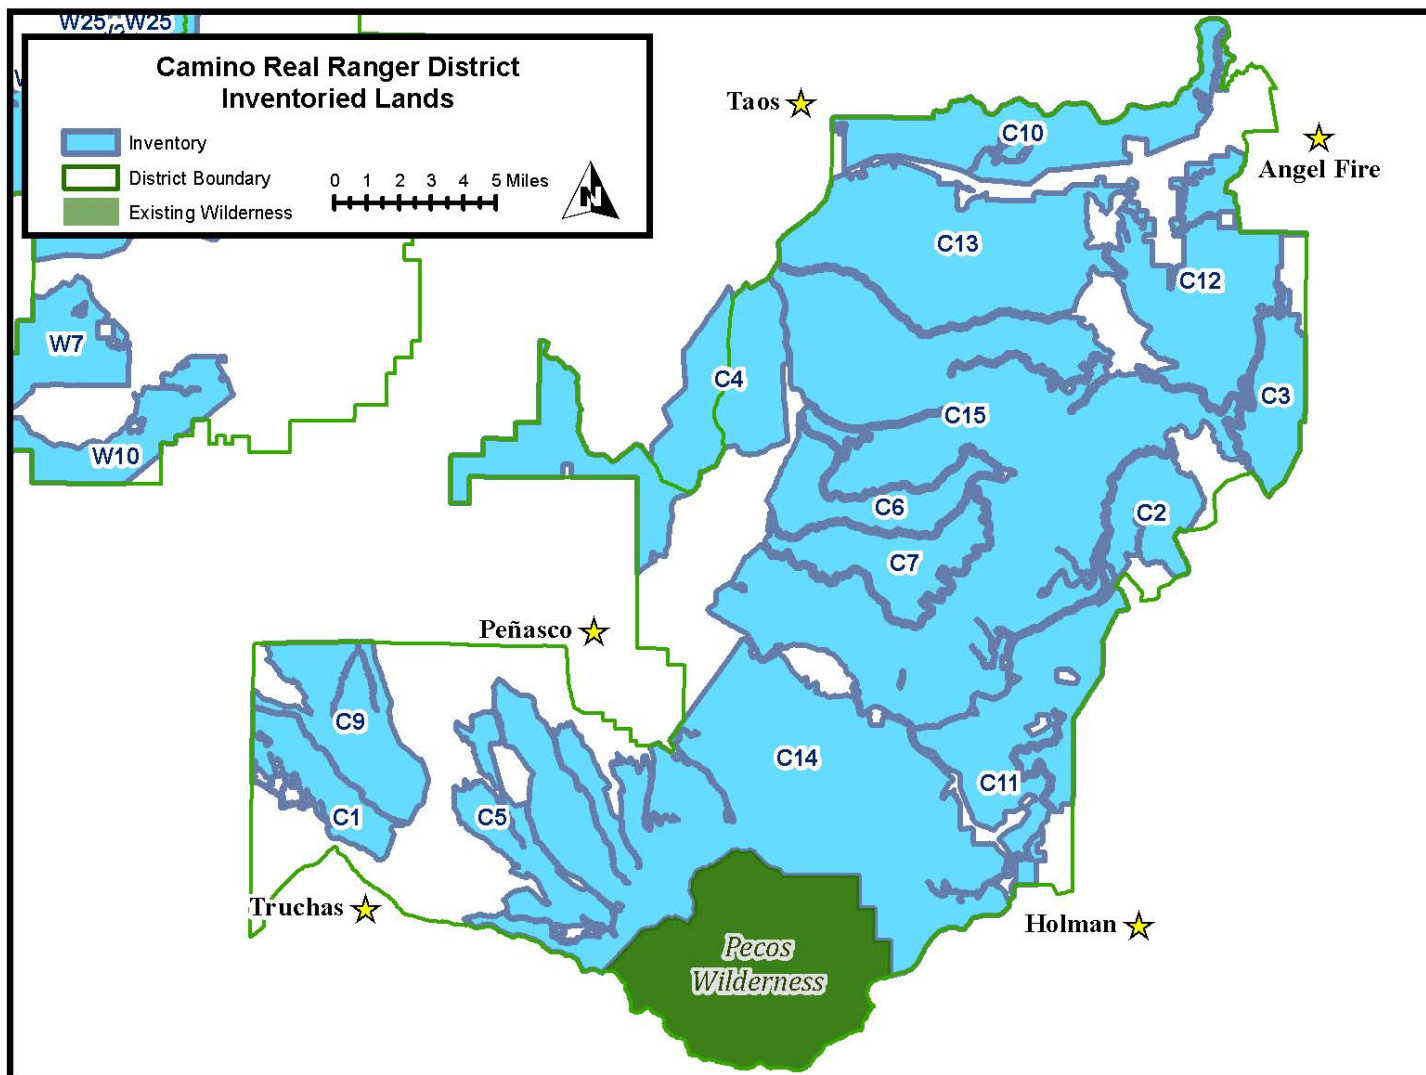 W25 W25
Camino Real Ranger District
Inventoried Lands
Inventory
District Boundary
Existing Wilderness
0 1 2 3 4 5 Miles
N
Taos
C10
Angel Fire
C13
C12
W7
C4
C3
C15
W10
C6
C2
C7
Peñasco
C9
C14
C11
C1
C5
Truchas
Holman
Pecos
Wilderness